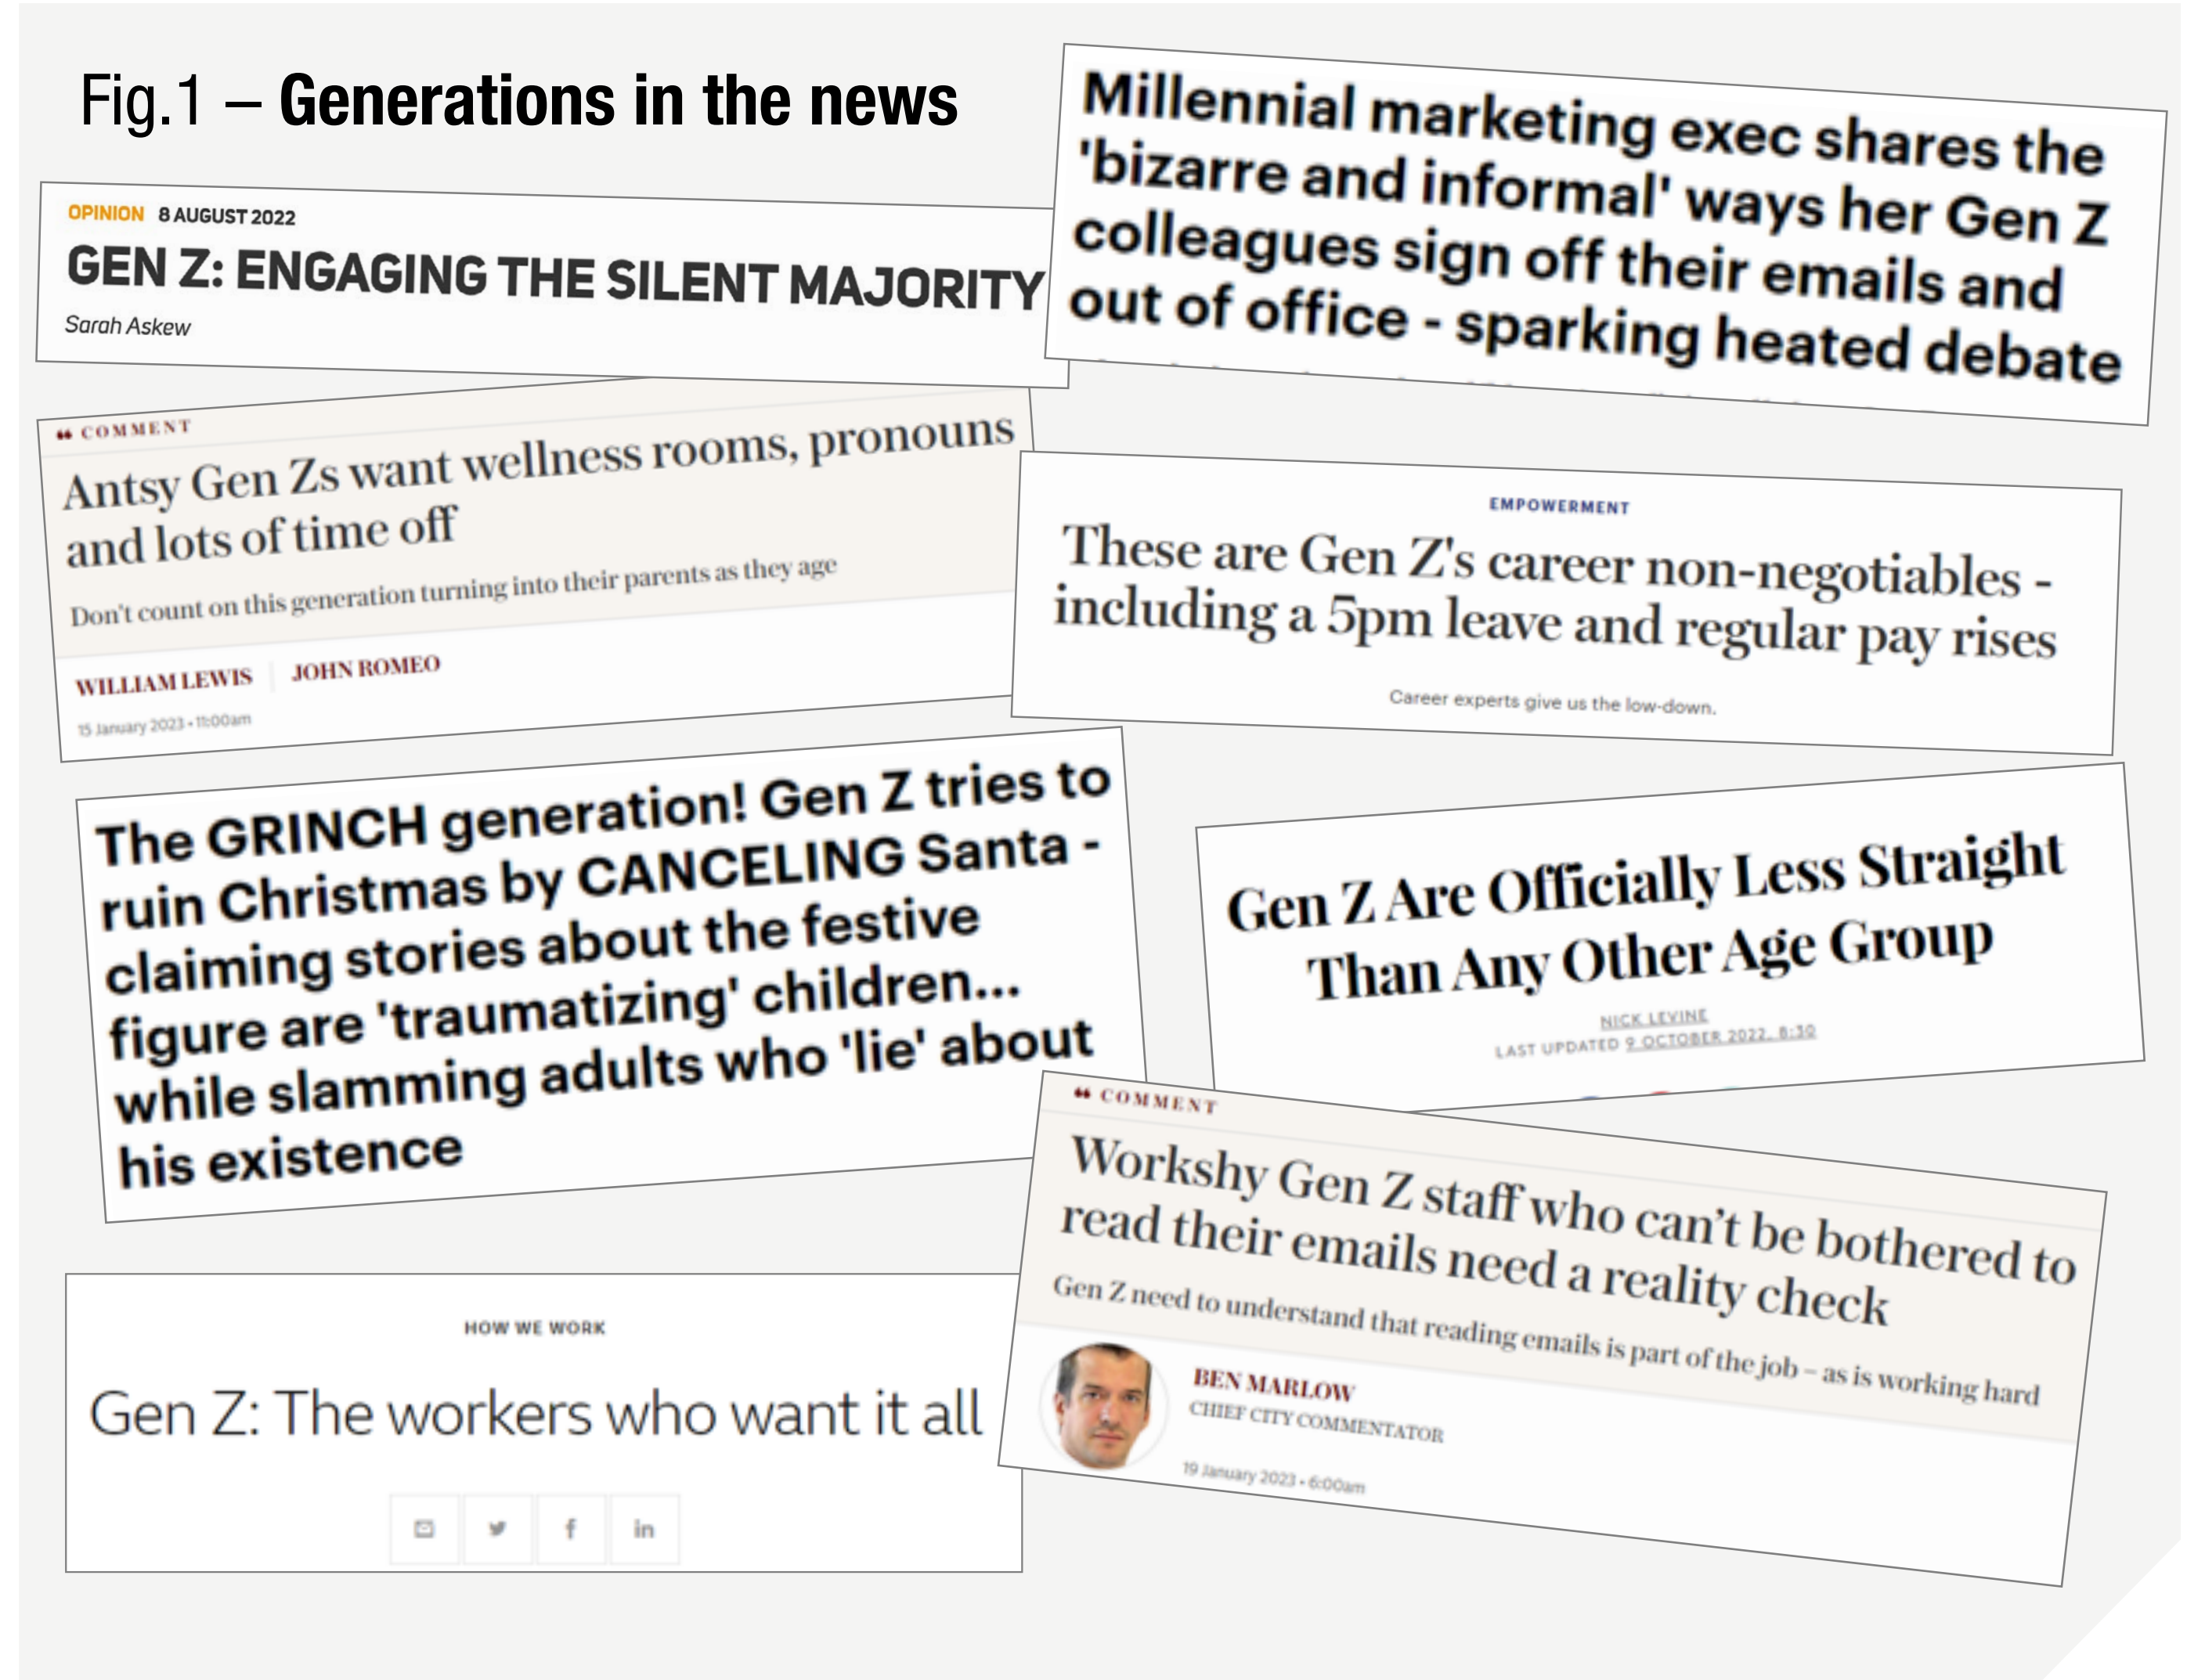 Fig.1 – Generations in the news
OPINION 8 AUGUST 2022
GEN Z: ENGAGING THE SILENT MAJORITY
Sarah Askew
Millennial marketing exec shares the
'bizarre and informal' ways her Gen Z
colleagues sign off their emails and
out of office - sparking heated debate
❝ COMMENT
Antsy Gen Zs want wellness rooms, pronouns
and lots of time off
Don't count on this generation turning into their parents as they age
WILLIAM LEWIS | JOHN ROMEO
15 January 2023 • 11:00am
EMPOWERMENT
These are Gen Z's career non-negotiables -
including a 5pm leave and regular pay rises
Career experts give us the low-down.
The GRINCH generation! Gen Z tries to
ruin Christmas by CANCELING Santa -
claiming stories about the festive
figure are 'traumatizing' children...
while slamming adults who 'lie' about
his existence
Gen Z Are Officially Less Straight
Than Any Other Age Group
NICK LEVINE
LAST UPDATED 9 OCTOBER 2022, 8:30
❝ COMMENT
Workshy Gen Z staff who can't be bothered to
read their emails need a reality check
Gen Z need to understand that reading emails is part of the job – as is working hard
BEN MARLOW
CHIEF CITY COMMENTATOR
19 January 2023 • 6:00am
HOW WE WORK
Gen Z: The workers who want it all
f in